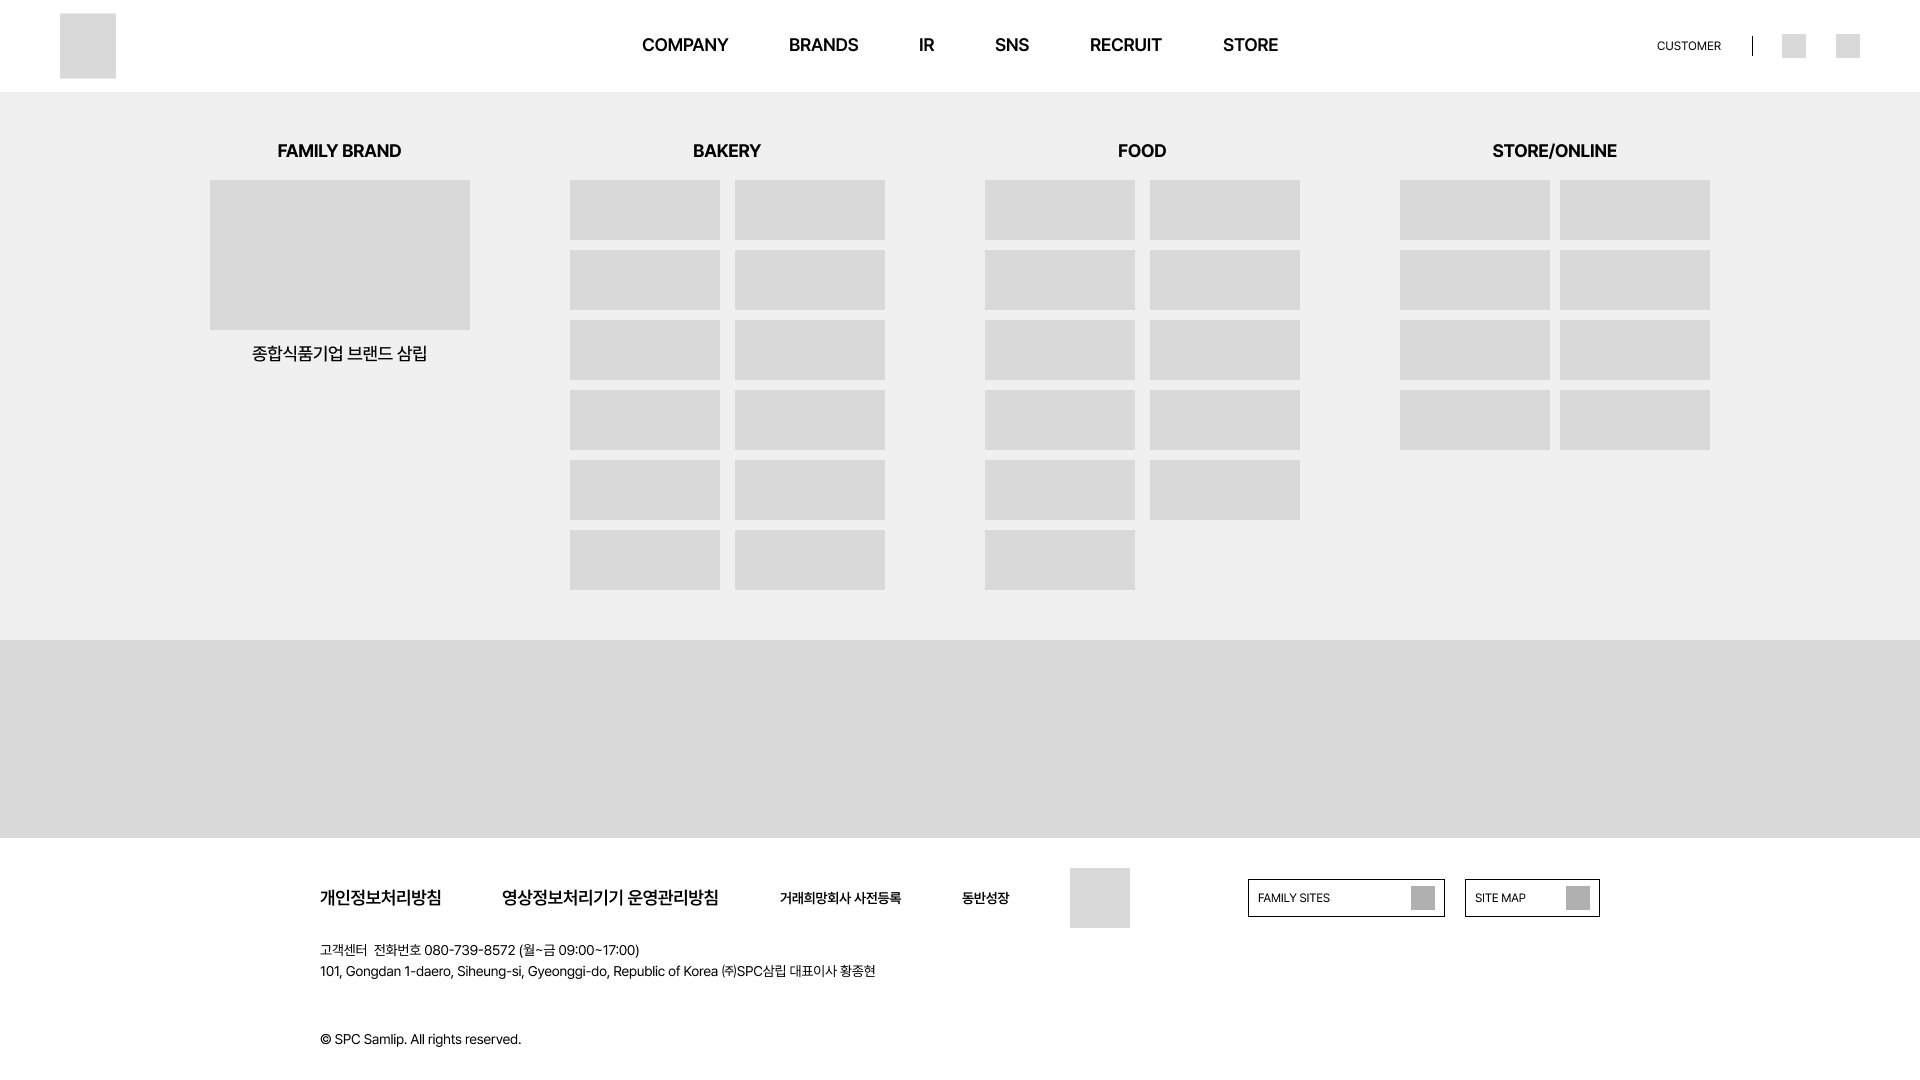 COMPANY BRANDS IR SNS RECRUIT STORE CUSTOMER
FAMILY BRAND BAKERY FOOD STORE/ONLINE
종합식품기업 브랜드 삼립
개인정보처리방침 영상정보처리기기 운영관리방침 거래희망회사 사전등록 동반성장 FAMILY SITES SITE MAP
고객센터 전화번호 080-739-8572 (월~금 09:00~17:00)
101, Gongdan 1-daero, Siheung-si, Gyeonggi-do, Republic of Korea ㈜SPC삼립 대표이사 황종현
© SPC Samlip. All rights reserved.